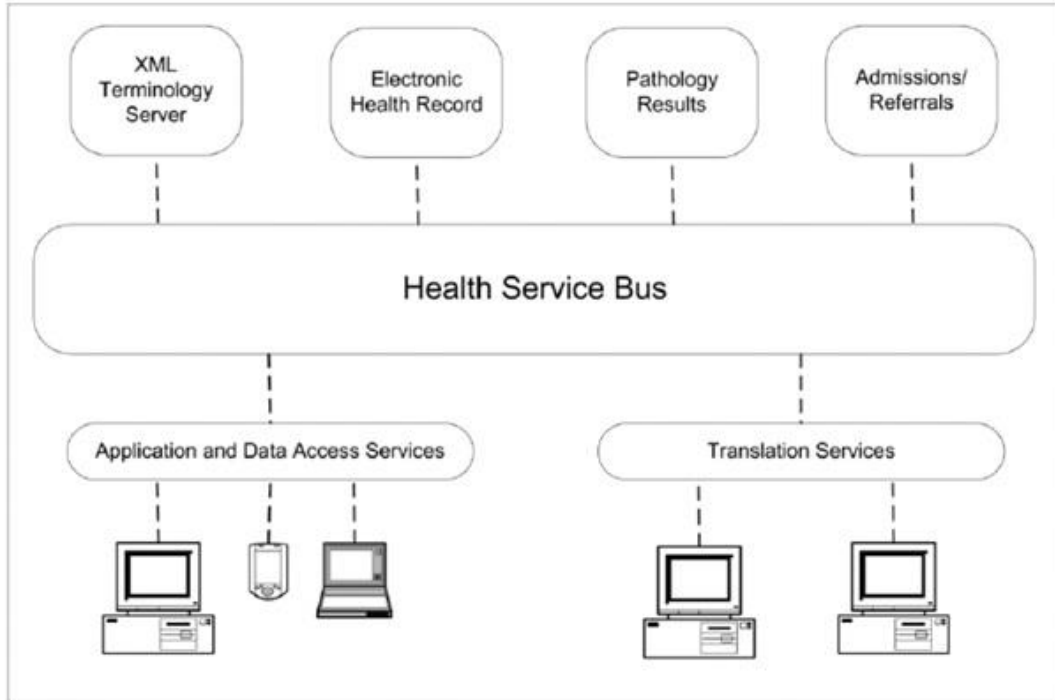 XML
Terminology
Server
Electronic
Health Record
Pathology
Results
Admissions/
Referrals
Health Service Bus
Application and Data Access Services
Translation Services